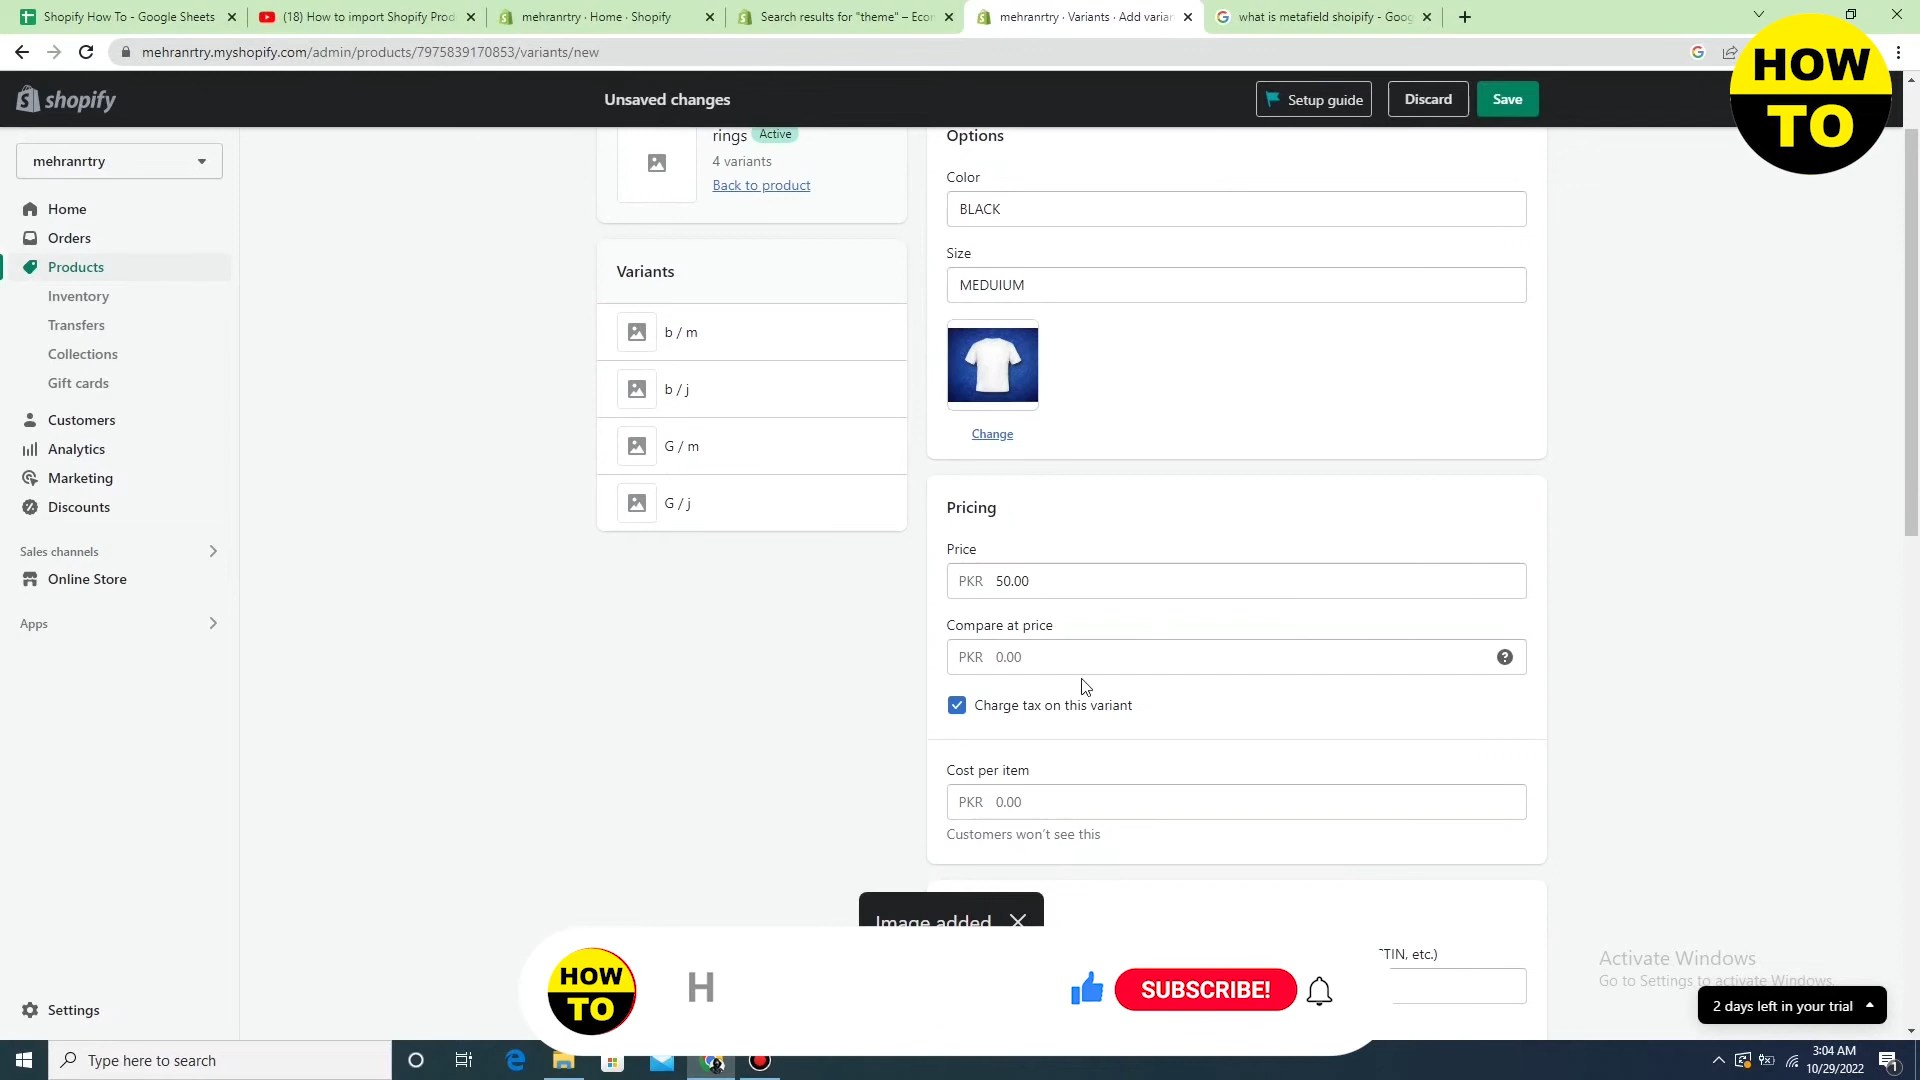 Shopify How To - Google Sheets
(18) How to import Shopify Prod
mehranrtry · Home · Shopify
Search results for "theme" – Ecom
mehranrtry · Variants · Add varian
what is metafield shoipify - Goog
mehranrtry.myshopify.com/admin/products/7975839170853/variants/new
HOW
TO
shopify
Unsaved changes
Setup guide
Discard
Save
mehranrtry
Home
Orders
Products
Inventory
Transfers
Collections
Gift cards
Customers
Analytics
Marketing
Discounts
Sales channels
Online Store
Apps
Settings
rings Active
4 variants
Back to product
Variants
b / m
b / j
G / m
G / j
Options
Color
BLACK
Size
MEDUIUM
Change
Pricing
Price
PKR 50.00
Compare at price
PKR 0.00
Charge tax on this variant
Cost per item
PKR 0.00
Customers won't see this
Image added
TIN, etc.)
HOW
TO
H
SUBSCRIBE!
Activate Windows
Go to Settings to activate Windows.
2 days left in your trial
Type here to search
3:04 AM
10/29/2022
1